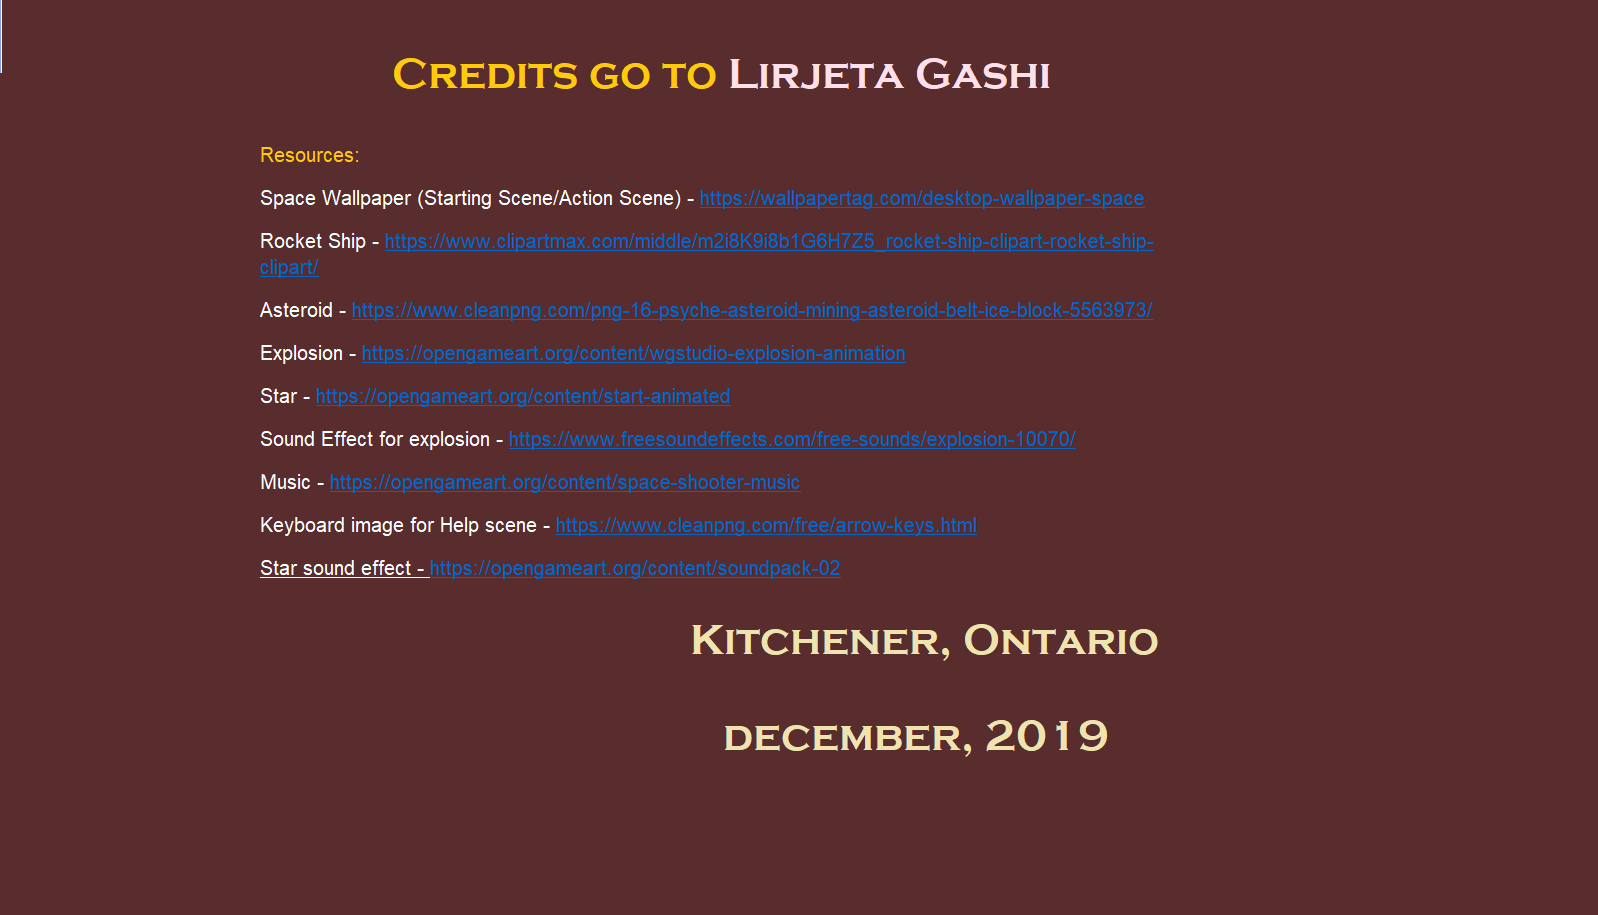 Credits go to Lirjeta Gashi
Resources:
Space Wallpaper (Starting Scene/Action Scene) - https://wallpapertag.com/desktop-wallpaper-space
Rocket Ship - https://www.clipartmax.com/middle/m2i8K9i8b1G6H7Z5_rocket-ship-clipart-rocket-ship-
clipart/
Asteroid - https://www.cleanpng.com/png-16-psyche-asteroid-mining-asteroid-belt-ice-block-5563973/
Explosion - https://opengameart.org/content/wgstudio-explosion-animation
Star - https://opengameart.org/content/start-animated
Sound Effect for explosion - https://www.freesoundeffects.com/free-sounds/explosion-10070/
Music - https://opengameart.org/content/space-shooter-music
Keyboard image for Help scene - https://www.cleanpng.com/free/arrow-keys.html
Star sound effect - https://opengameart.org/content/soundpack-02
Kitchener, Ontario
december, 2019